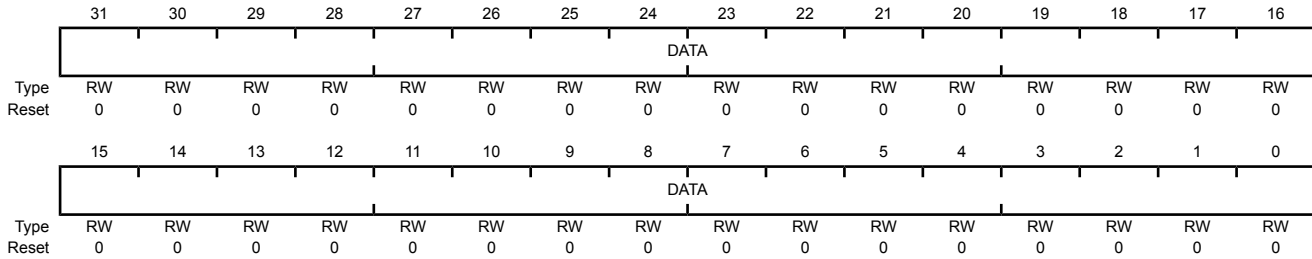 31 30 29 28 27 26 25 24 23 22 21 20 19 18 17 16
DATA
Type RW RW RW RW RW RW RW RW RW RW RW RW RW RW RW RW
Reset 0 0 0 0 0 0 0 0 0 0 0 0 0 0 0 0
15 14 13 12 11 10 9 8 7 6 5 4 3 2 1 0
DATA
Type RW RW RW RW RW RW RW RW RW RW RW RW RW RW RW RW
Reset 0 0 0 0 0 0 0 0 0 0 0 0 0 0 0 0